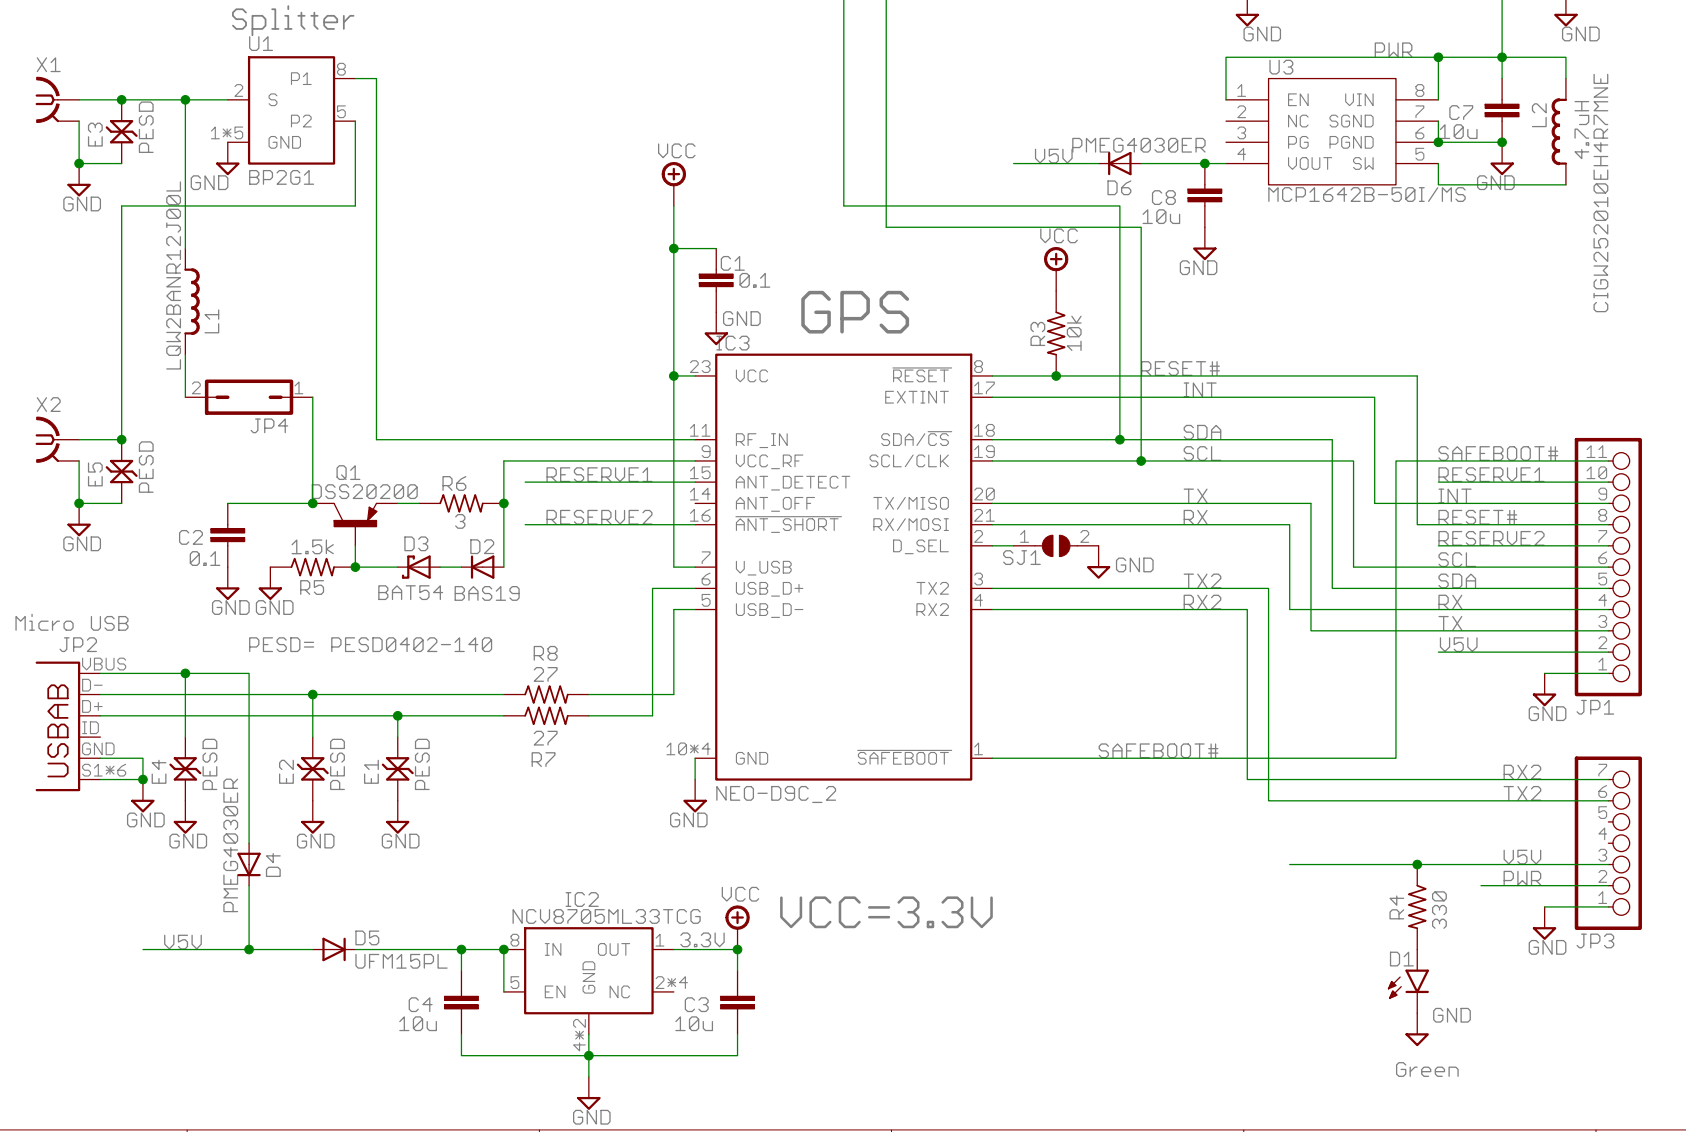 Splitter
U1
X1
E3
PESD
GND
2
S
P1
8
P2
5
1*5
GND
GND
BP2G1
LQW2BANR12J00L
L1
X2
E5
PESD
GND
2
1
JP4
Q1
DSS20200
R6
3
C2
0.1
GND
1.5k
R5
GND
D3
BAT54
D2
BAS19
RESERVE1
RESERVE2
PESD= PESD0402-140
Micro USB
JP2
USBAB
VBUS
D-
D+
ID
GND
S1*6
GND
E4
PESD
GND
E2
PESD
GND
E1
PESD
GND
R8
27
27
R7
PMEG4030ER
D4
V5V
D5
UFM15PL
C4
10u
IC2
NCV8705ML33TCG
8
IN
OUT
1
3.3V
5
EN
GND
NC
2*4
4*2
GND
C3
10u
VCC
VCC=3.3V
VCC
C1
0.1
GND
GPS
IC3
23
VCC
11
RF_IN
9
VCC_RF
15
ANT_DETECT
14
ANT_OFF
16
ANT_SHORT
7
V_USB
6
USB_D+
5
USB_D-
10*4
GND
GND
NEO-D9C_2
RESET
8
EXTINT
17
SDA/CS
18
SCL/CLK
19
TX/MISO
20
RX/MOSI
21
D_SEL
2
TX2
3
RX2
4
SAFEBOOT
1
VCC
R3
10k
RESET#
INT
SDA
SCL
TX
RX
1
2
SJ1
GND
TX2
RX2
SAFEBOOT#
GND
GND
PWR
U3
1
EN
VIN
8
2
NC
SGND
7
3
PG
PGND
6
4
VOUT
SW
5
MCP1642B-50I/MS
V5V
PMEG4030ER
D6
C8
10u
GND
C7
10u
GND
L2
4.7uH
CIGW252010EH4R7MNE
SAFEBOOT#
11
RESERVE1
10
INT
9
RESET#
8
RESERVE2
7
SCL
6
SDA
5
RX
4
TX
3
V5V
2
1
GND
JP1
RX2
7
TX2
6
5
4
V5V
3
PWR
2
1
GND
JP3
R4
330
D1
GND
Green